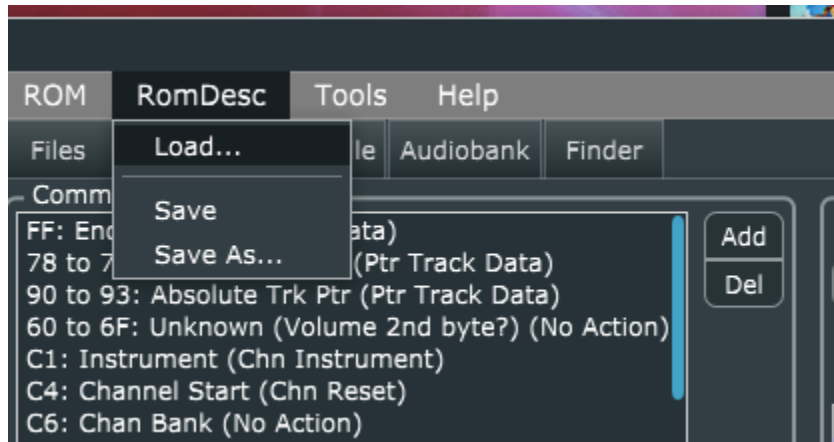 ROM RomDesc Tools Help
Files Load... le Audiobank Finder
Comm
Save
Save As...
FF: End ata)
78 to 7 (Ptr Track Data)
90 to 93: Absolute Trk Ptr (Ptr Track Data)
60 to 6F: Unknown (Volume 2nd byte?) (No Action)
C1: Instrument (Chn Instrument)
C4: Channel Start (Chn Reset)
C6: Chan Bank (No Action)
Add
Del